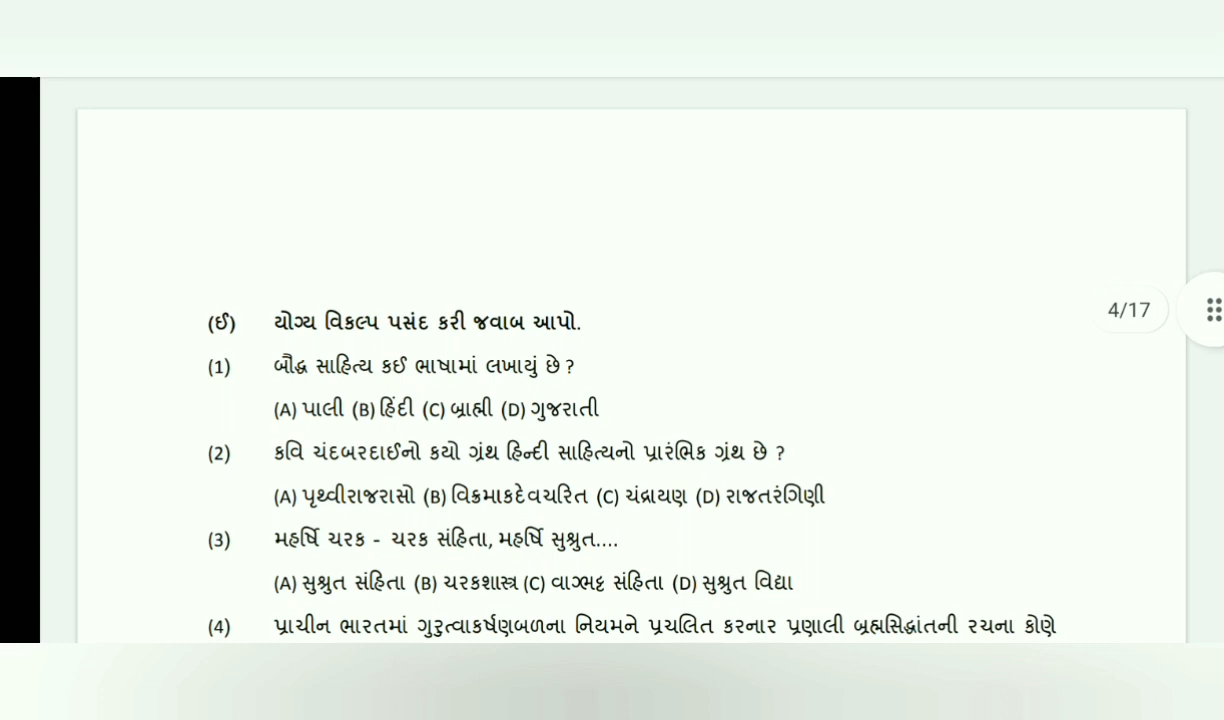 (ઈ) યોગ્ય વિકલ્પ પસંદ કરી જવાબ આપો.
4/17
(1) બૌદ્ધ સાહિત્ય કઈ ભાષામાં લખાયું છે ?
(A) પાલી (B) હિંદી (C) બ્રાહ્મી (D) ગુજરાતી
(2) કવિ ચંદબરદાઈનો કયો ગ્રંથ હિન્દી સાહિત્યનો પ્રારંભિક ગ્રંથ છે ?
(A) પૃથ્વીરાજરાસો (B) વિક્રમાકદેવચરિત (C) ચંદ્રાયણ (D) રાજતરંગિણી
(3) મહર્ષિ ચરક - ચરક સંહિતા, મહર્ષિ સુશ્રુત....
(A) સુશ્રુત સંહિતા (B) ચરકશાસ્ત્ર (C) વાગ્ભટ્ટ સંહિતા (D) સુશ્રુત વિદ્યા
(4) પ્રાચીન ભારતમાં ગુરુત્વાકર્ષણબળના નિયમને પ્રચલિત કરનાર પ્રણાલી બ્રહ્મસિદ્ધાંતની રચના કોણે